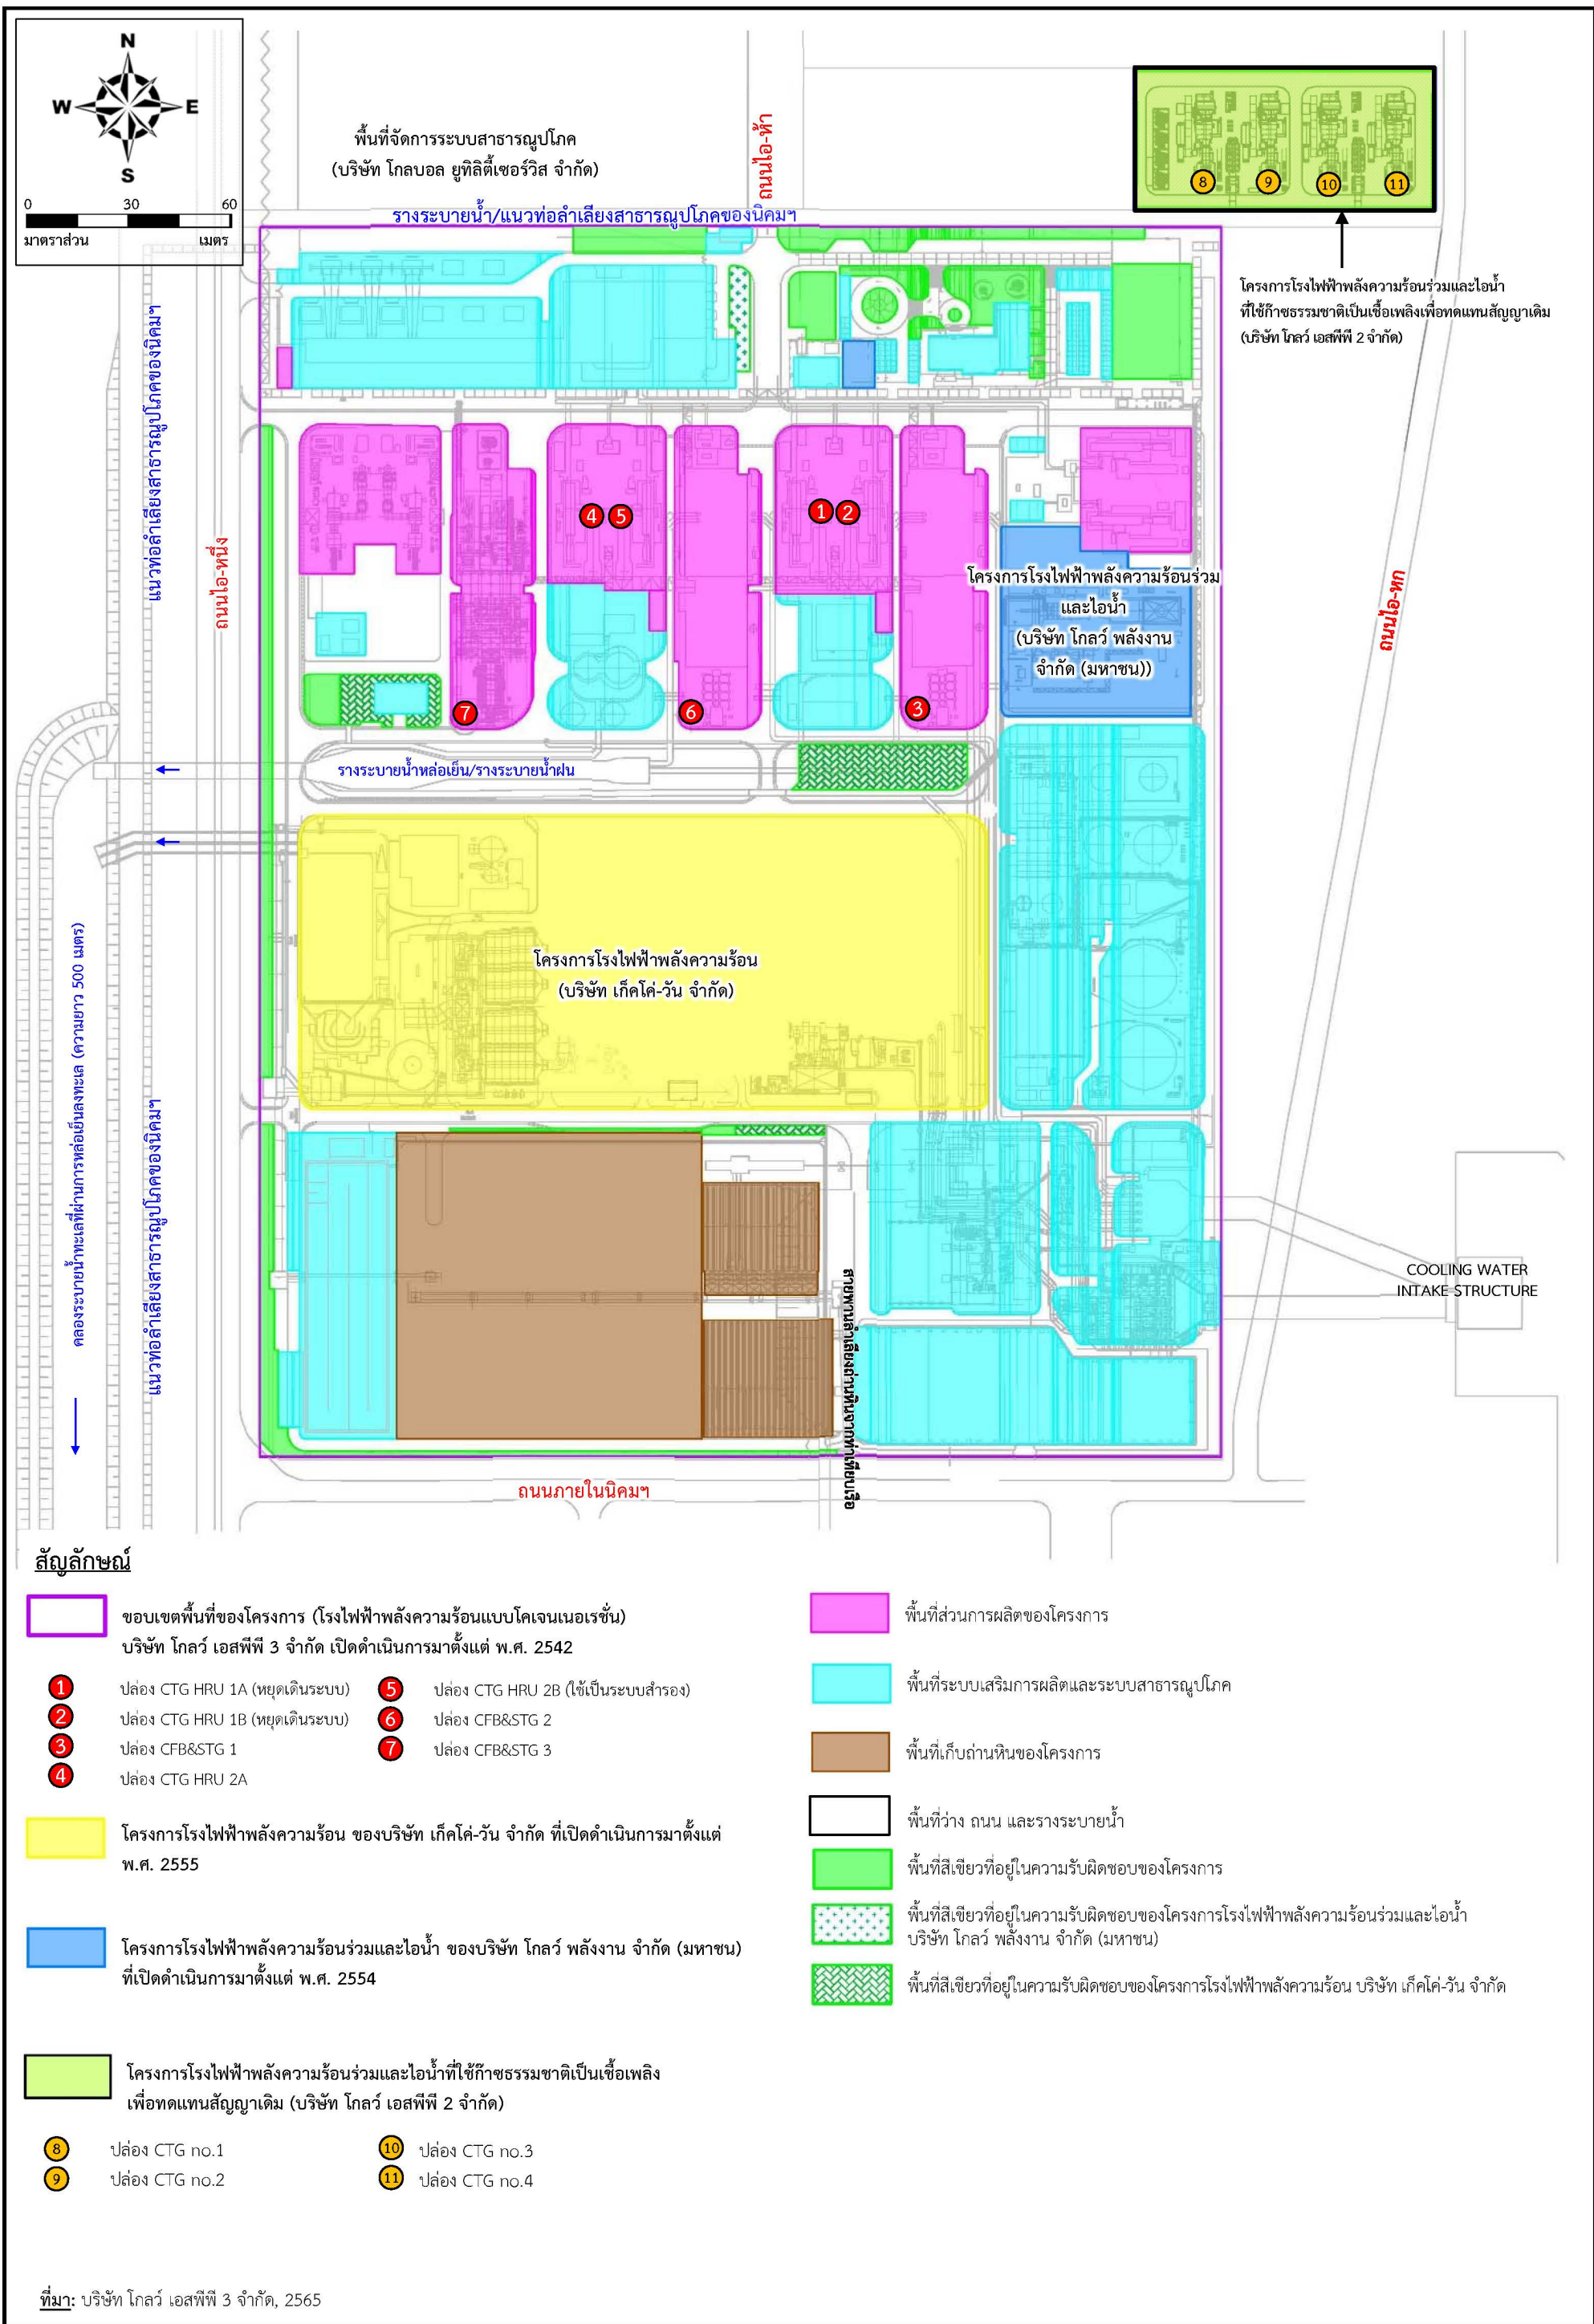 N
W
E
S
0 30 60
มาตราส่วน เมตร
พื้นที่จัดการระบบสาธารณูปโภค
(บริษัท โกลบอล ยูทิลิตี้เซอร์วิส จำกัด)
ถนนไอ-ห้า
รางระบายน้ำ/แนวท่อลำเลียงสาธารณูปโภคของนิคมฯ
8
9
10
11
โครงการโรงไฟฟ้าพลังความร้อนร่วมและไอน้ำ
ที่ใช้ก๊าซธรรมชาติเป็นเชื้อเพลิงเพื่อทดแทนสัญญาเดิม
(บริษัท โกลว์ เอสพีพี 2 จำกัด)
แนวท่อลำเลียงสาธารณูปโภคของนิคมฯ
ถนนไอ-หนึ่ง
4
5
1
2
โครงการโรงไฟฟ้าพลังความร้อนร่วม
และไอน้ำ
(บริษัท โกลว์ พลังงาน
จำกัด (มหาชน))
ถนนไอ-หก
7
6
3
รางระบายน้ำหล่อเย็น/รางระบายน้ำฝน
โครงการโรงไฟฟ้าพลังความร้อน
(บริษัท เก็คโค่-วัน จำกัด)
คลองระบายน้ำทะเลที่ผ่านการหล่อเย็นลงทะเล (ความยาว 500 เมตร)
แนวท่อลำเลียงสาธารณูปโภคของนิคมฯ
สายพานลำเลียงถ่านหินจากท่าเทียบเรือ
COOLING WATER
INTAKE STRUCTURE
ถนนภายในนิคมฯ
สัญลักษณ์
ขอบเขตพื้นที่ของโครงการ (โรงไฟฟ้าพลังความร้อนแบบโคเจนเนอเรชั่น)
บริษัท โกลว์ เอสพีพี 3 จำกัด เปิดดำเนินการมาตั้งแต่ พ.ศ. 2542
1 ปล่อง CTG HRU 1A (หยุดเดินระบบ)
2 ปล่อง CTG HRU 1B (หยุดเดินระบบ)
3 ปล่อง CFB&STG 1
4 ปล่อง CTG HRU 2A
5 ปล่อง CTG HRU 2B (ใช้เป็นระบบสำรอง)
6 ปล่อง CFB&STG 2
7 ปล่อง CFB&STG 3
โครงการโรงไฟฟ้าพลังความร้อน ของบริษัท เก็คโค่-วัน จำกัด ที่เปิดดำเนินการมาตั้งแต่
พ.ศ. 2555
โครงการโรงไฟฟ้าพลังความร้อนร่วมและไอน้ำ ของบริษัท โกลว์ พลังงาน จำกัด (มหาชน)
ที่เปิดดำเนินการมาตั้งแต่ พ.ศ. 2554
โครงการโรงไฟฟ้าพลังความร้อนร่วมและไอน้ำที่ใช้ก๊าซธรรมชาติเป็นเชื้อเพลิง
เพื่อทดแทนสัญญาเดิม (บริษัท โกลว์ เอสพีพี 2 จำกัด)
8 ปล่อง CTG no.1
9 ปล่อง CTG no.2
10 ปล่อง CTG no.3
11 ปล่อง CTG no.4
พื้นที่ส่วนการผลิตของโครงการ
พื้นที่ระบบเสริมการผลิตและระบบสาธารณูปโภค
พื้นที่เก็บถ่านหินของโครงการ
พื้นที่ว่าง ถนน และรางระบายน้ำ
พื้นที่สีเขียวที่อยู่ในความรับผิดชอบของโครงการ
พื้นที่สีเขียวที่อยู่ในความรับผิดชอบของโครงการโรงไฟฟ้าพลังความร้อนร่วมและไอน้ำ
บริษัท โกลว์ พลังงาน จำกัด (มหาชน)
พื้นที่สีเขียวที่อยู่ในความรับผิดชอบของโครงการโรงไฟฟ้าพลังความร้อน บริษัท เก็คโค่-วัน จำกัด
ที่มา: บริษัท โกลว์ เอสพีพี 3 จำกัด, 2565